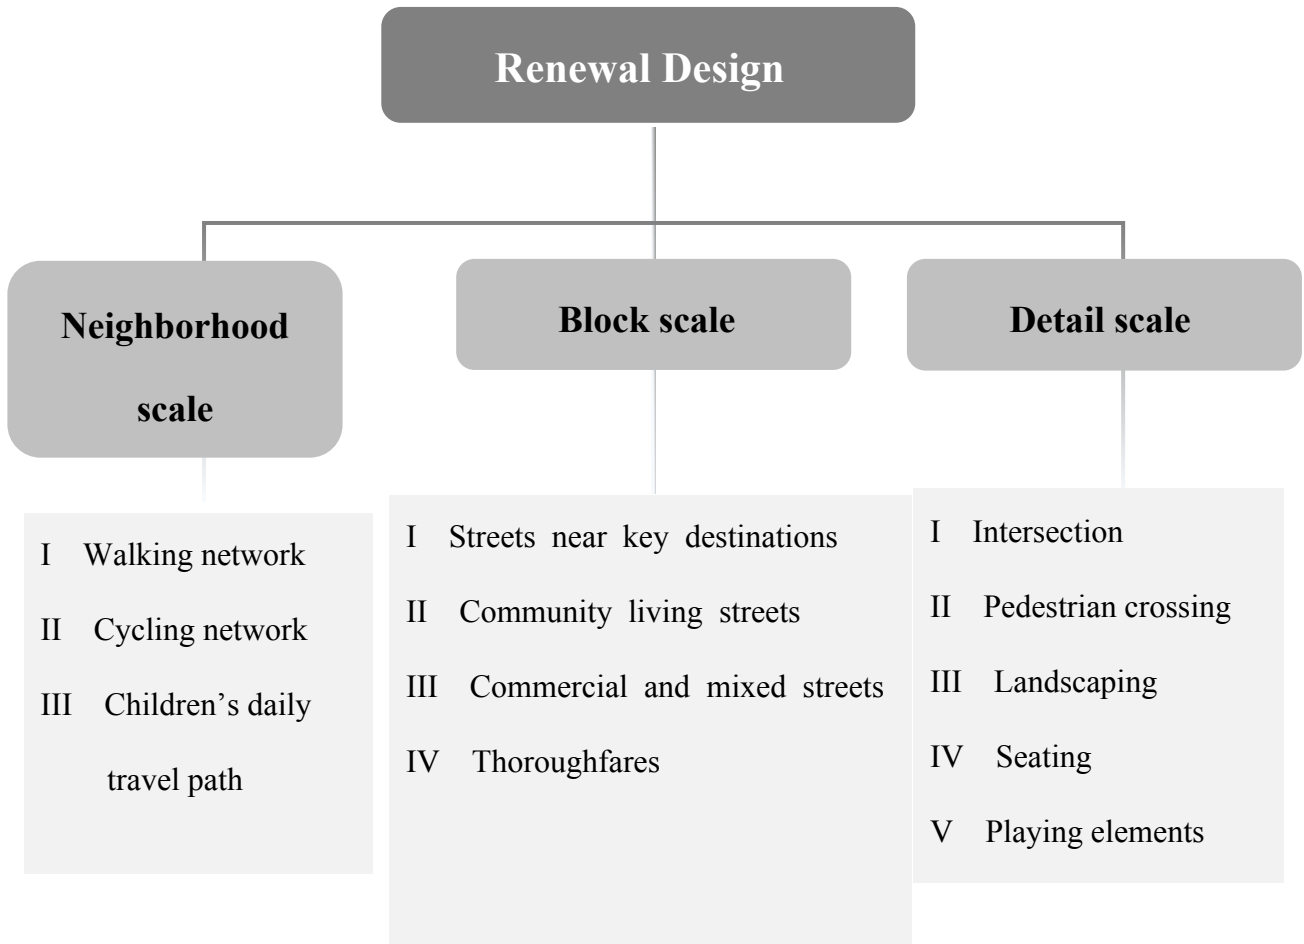 Renewal Design
Neighborhood
scale
Block scale
Detail scale
I Walking network
II Cycling network
III Children’s daily
travel path
I Streets near key destinations
II Community living streets
III Commercial and mixed streets
IV Thoroughfares
I Intersection
II Pedestrian crossing
III Landscaping
IV Seating
V Playing elements